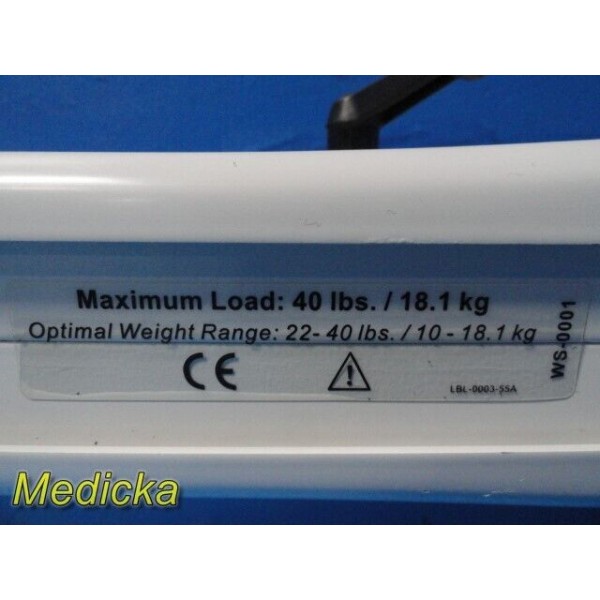 Maximum Load: 40 lbs. / 18.1 kg
Optimal Weight Range: 22- 40 lbs. / 10 - 18.1 kg
CE
LBL-0003-55A
WS-0001
Medicka